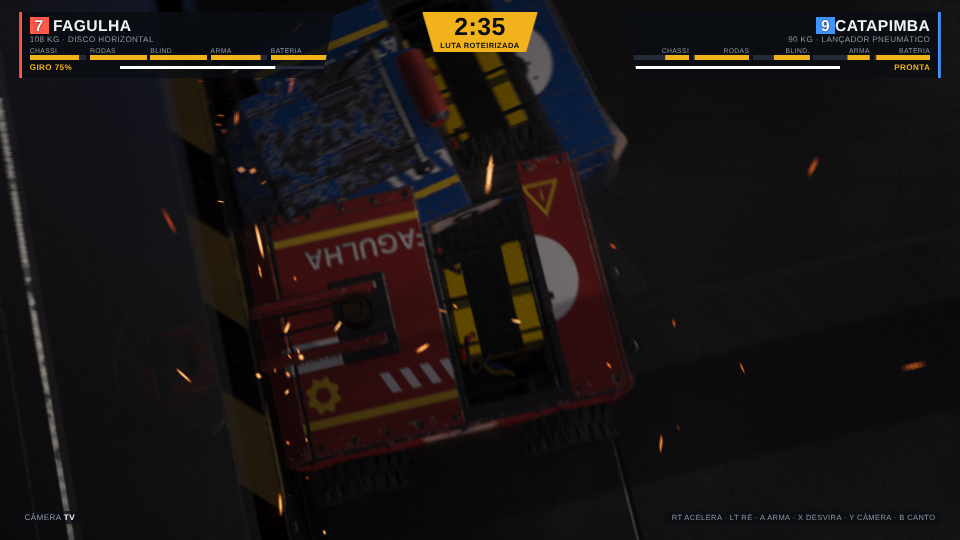 7 FAGULHA
108 KG · DISCO HORIZONTAL
CHASSI RODAS BLIND. ARMA BATERIA
GIRO 75%
2:35
LUTA ROTEIRIZADA
9 CATAPIMBA
90 KG · LANÇADOR PNEUMÁTICO
CHASSI RODAS BLIND. ARMA BATERIA
PRONTA
FAGULHA
CÂMERA TV
RT ACELERA · LT RÉ · A ARMA · X DESVIRA · Y CÂMERA · B CANTO